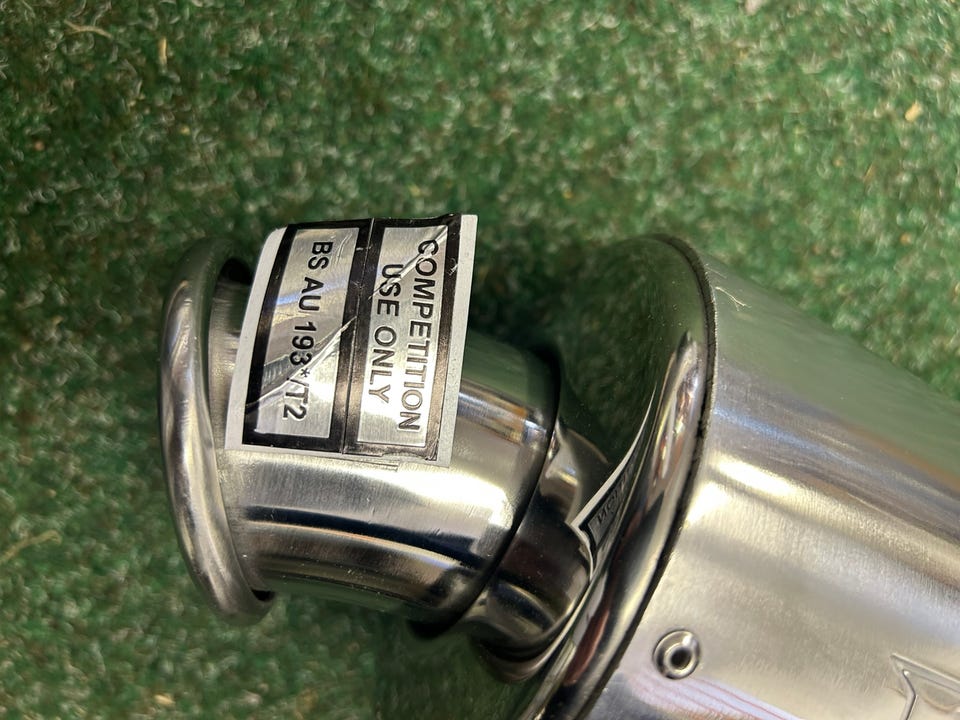 COMPETITION
USE ONLY
BS AU 193*/T2